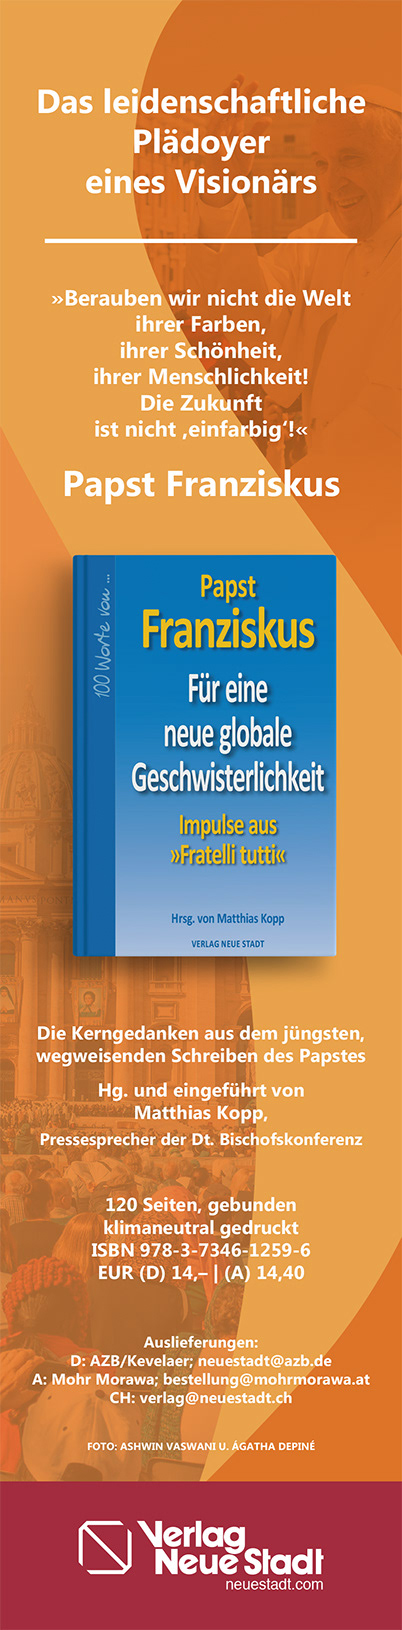 Das leidenschaftliche
Plädoyer
eines Visionärs
»Berauben wir nicht die Welt
ihrer Farben,
ihrer Schönheit,
ihrer Menschlichkeit!
Die Zukunft
ist nicht ‚einfarbig‘!«
Papst Franziskus
100 Worte von ...
Papst
Franziskus
Für eine
neue globale
Geschwisterlichkeit
Impulse aus
»Fratelli tutti«
Hrsg. von Matthias Kopp
VERLAG NEUE STADT
Die Kerngedanken aus dem jüngsten,
wegweisenden Schreiben des Papstes
Hg. und eingeführt von
Matthias Kopp,
Pressesprecher der Dt. Bischofskonferenz
120 Seiten, gebunden
klimaneutral gedruckt
ISBN 978-3-7346-1259-6
EUR (D) 14,– | (A) 14,40
Auslieferungen:
D: AZB/Kevelaer; neuestadt@azb.de
A: Mohr Morawa; bestellung@mohrmorawa.at
CH: verlag@neuestadt.ch
FOTO: ASHWIN VASWANI U. ÁGATHA DEPINÉ
Verlag
Neue Stadt
neuestadt.com